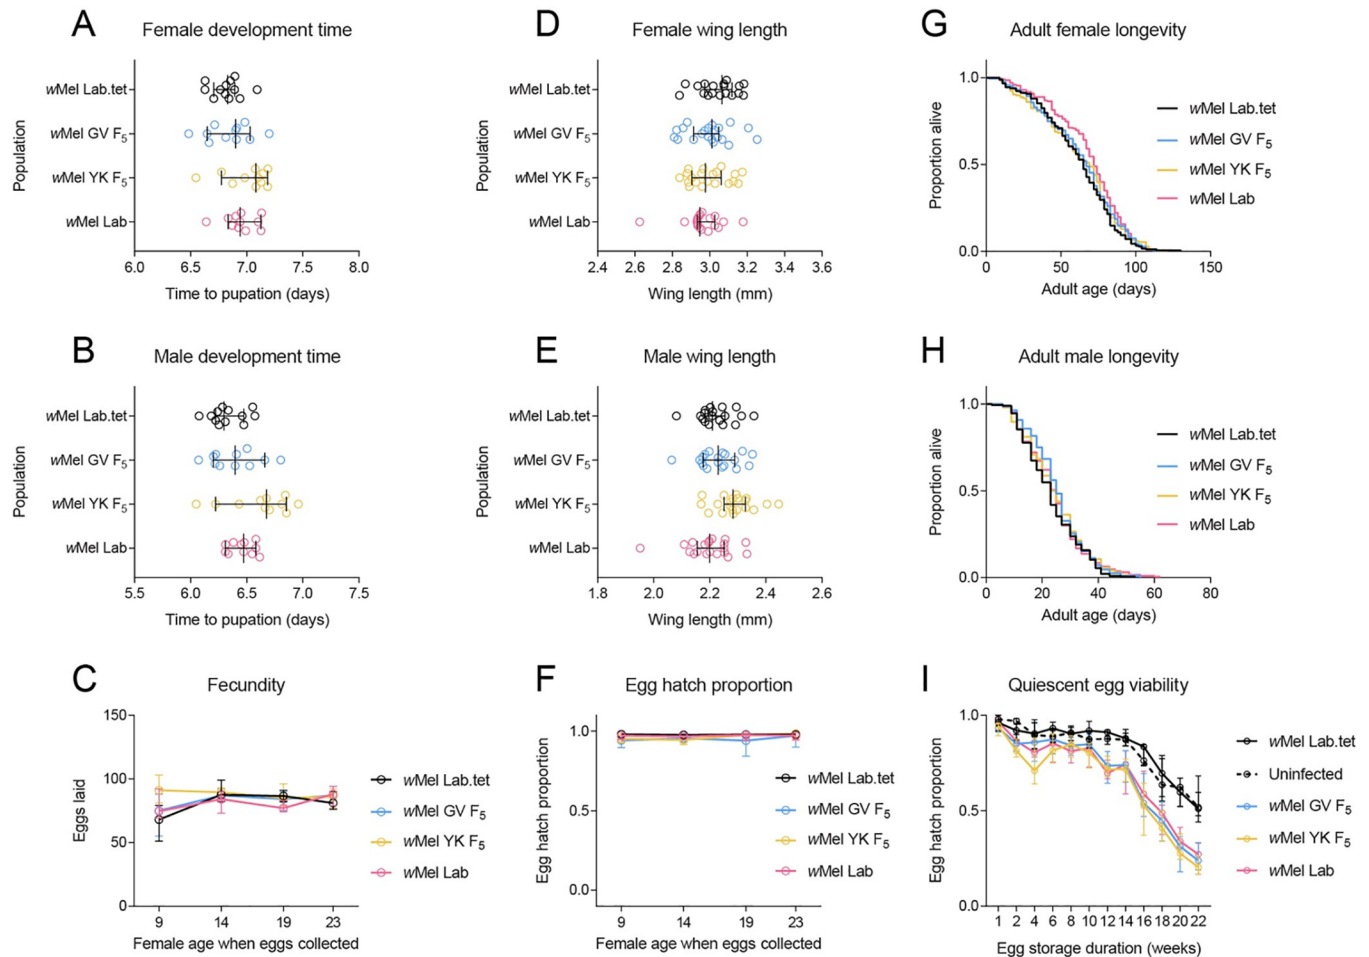 A Female development time
Population
wMel Lab.tet
wMel GV F5
wMel YK F5
wMel Lab
6.0 6.5 7.0 7.5 8.0
Time to pupation (days)
D Female wing length
Population
wMel Lab.tet
wMel GV F5
wMel YK F5
wMel Lab
2.4 2.6 2.8 3.0 3.2 3.4 3.6
Wing length (mm)
G Adult female longevity
Proportion alive
1.0
0.5
0.0
0 50 100 150
Adult age (days)
wMel Lab.tet
wMel GV F5
wMel YK F5
wMel Lab
B Male development time
Population
wMel Lab.tet
wMel GV F5
wMel YK F5
wMel Lab
5.5 6.0 6.5 7.0 7.5
Time to pupation (days)
E Male wing length
Population
wMel Lab.tet
wMel GV F5
wMel YK F5
wMel Lab
1.8 2.0 2.2 2.4 2.6
Wing length (mm)
H Adult male longevity
Proportion alive
1.0
0.5
0.0
0 20 40 60 80
Adult age (days)
wMel Lab.tet
wMel GV F5
wMel YK F5
wMel Lab
C Fecundity
Eggs laid
150
100
50
0
9 14 19 23
Female age when eggs collected
wMel Lab.tet
wMel GV F5
wMel YK F5
wMel Lab
F Egg hatch proportion
Egg hatch proportion
1.0
0.5
0.0
9 14 19 23
Female age when eggs collected
wMel Lab.tet
wMel GV F5
wMel YK F5
wMel Lab
I Quiescent egg viability
Egg hatch proportion
1.0
0.5
0.0
1 2 4 6 8 10 12 14 16 18 20 22
Egg storage duration (weeks)
wMel Lab.tet
Uninfected
wMel GV F5
wMel YK F5
wMel Lab